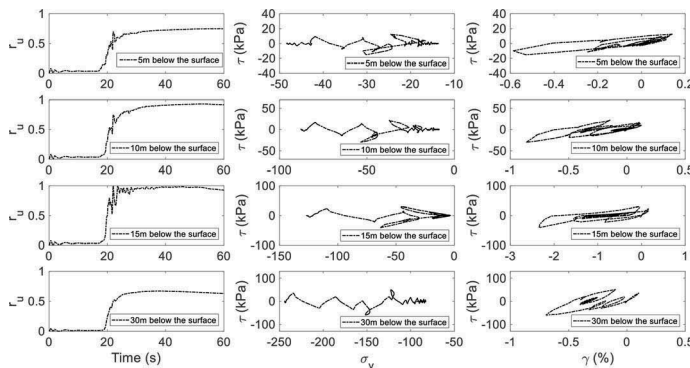 r_u
1
0.5
0
0 20 40 60
5m below the surface
τ (kPa)
40
20
0
-20
-40
-50 -40 -30 -20 -10
5m below the surface
τ (kPa)
40
20
0
-20
-40
-0.6 -0.4 -0.2 0 0.2
5m below the surface
r_u
1
0.5
0
0 20 40 60
10m below the surface
τ (kPa)
50
0
-50
-150 -100 -50 0
10m below the surface
τ (kPa)
50
0
-50
-1 -0.5 0 0.5
10m below the surface
r_u
1
0.5
0
0 20 40 60
15m below the surface
τ (kPa)
100
0
-100
-150 -100 -50 0
15m below the surface
τ (kPa)
100
50
0
-50
-100
-3 -2 -1 0 1
15m below the surface
r_u
1
0.5
0
0 20 40 60
30m below the surface
Time (s)
τ (kPa)
100
0
-100
-250 -200 -150 -100 -50
30m below the surface
σ_v
τ (kPa)
100
0
-100
-1 -0.5 0 0.5
30m below the surface
γ (%)